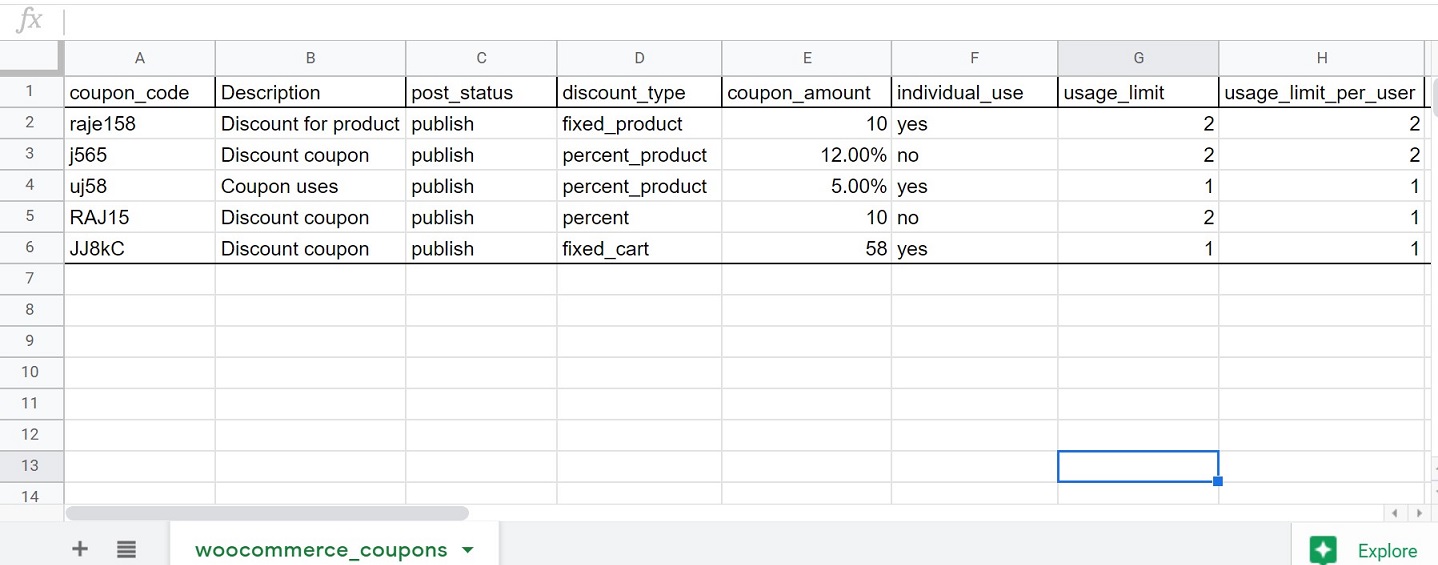 fx
A B C D E F G H
1 coupon_code Description post_status discount_type coupon_amount individual_use usage_limit usage_limit_per_user
2 raje158 Discount for product publish fixed_product 10 yes 2 2
3 j565 Discount coupon publish percent_product 12.00% no 2 2
4 uj58 Coupon uses publish percent_product 5.00% yes 1 1
5 RAJ15 Discount coupon publish percent 10 no 2 1
6 JJ8kC Discount coupon publish fixed_cart 58 yes 1 1
7
8
9
10
11
12
13
14
woocommerce_coupons Explore